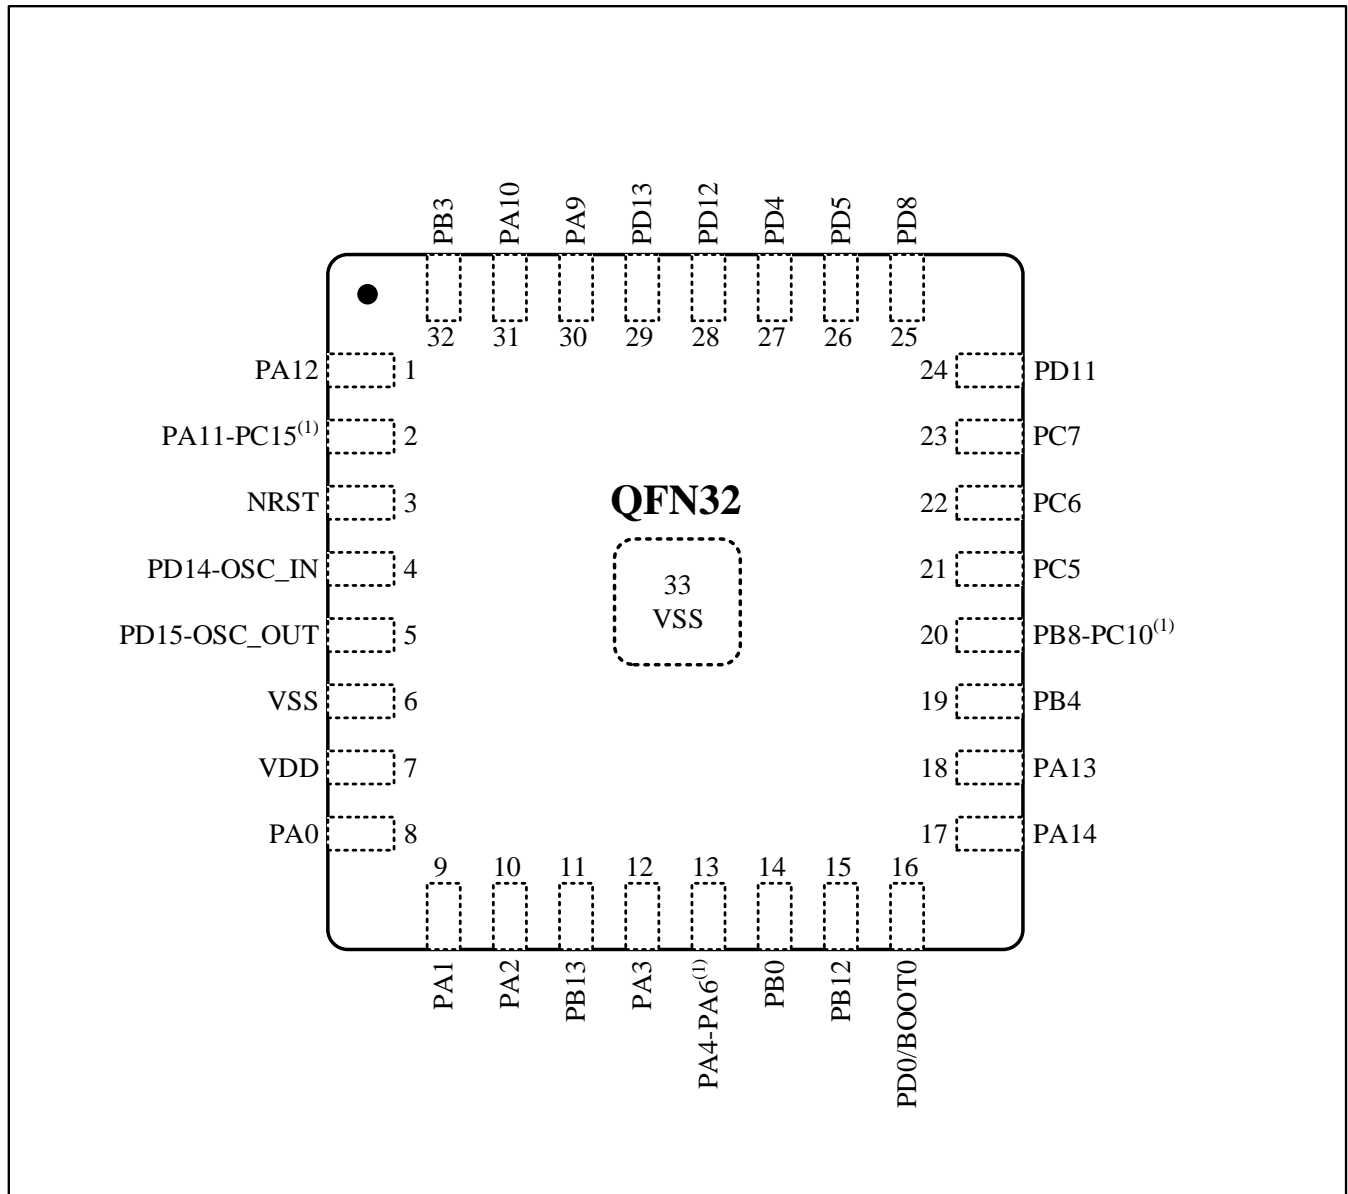 PB3
PA10
PA9
PD13
PD12
PD4
PD5
PD8
32 31 30 29 28 27 26 25
PA12 1
24 PD11
PA11-PC15(1) 2
23 PC7
NRST 3
22 PC6
PD14-OSC_IN 4
21 PC5
PD15-OSC_OUT 5
20 PB8-PC10(1)
VSS 6
19 PB4
VDD 7
18 PA13
PA0 8
17 PA14
QFN32
33
VSS
9 10 11 12 13 14 15 16
PA1
PA2
PB13
PA3
PA4-PA6(1)
PB0
PB12
PD0/BOOT0